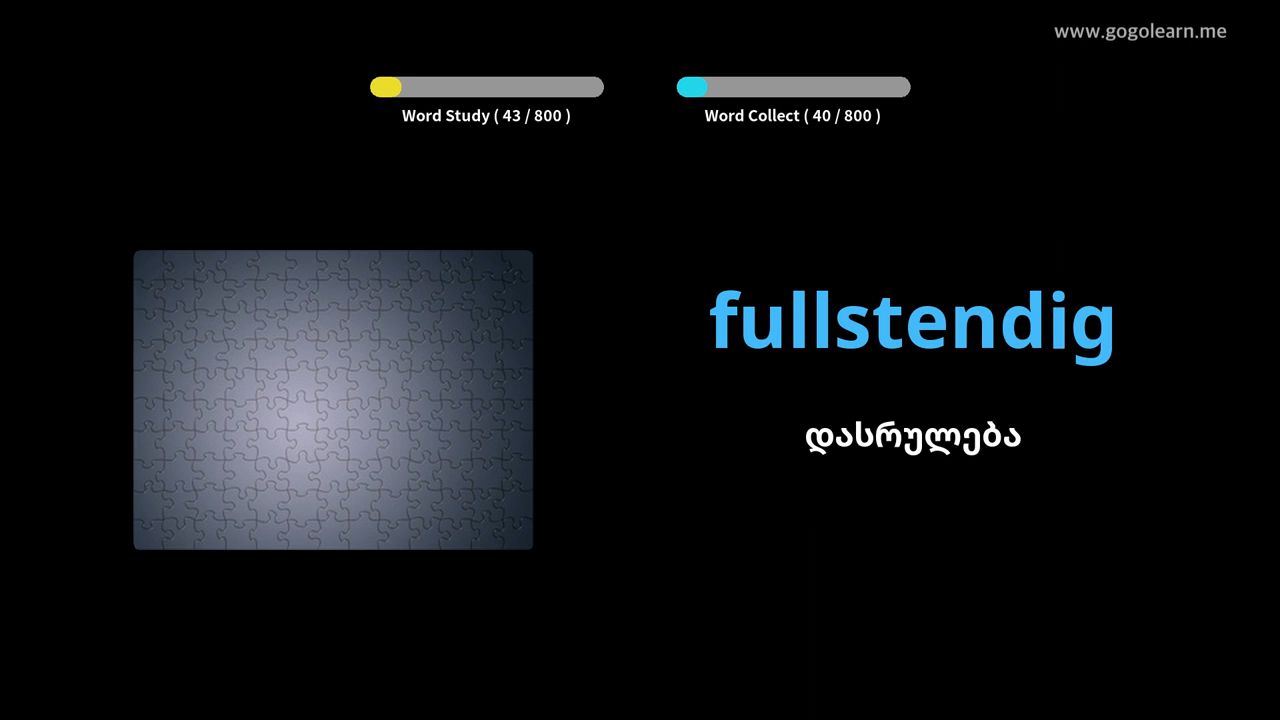 www.gogolearn.me
Word Study ( 43 / 800 )
Word Collect ( 40 / 800 )
fullstendig
დასრულება